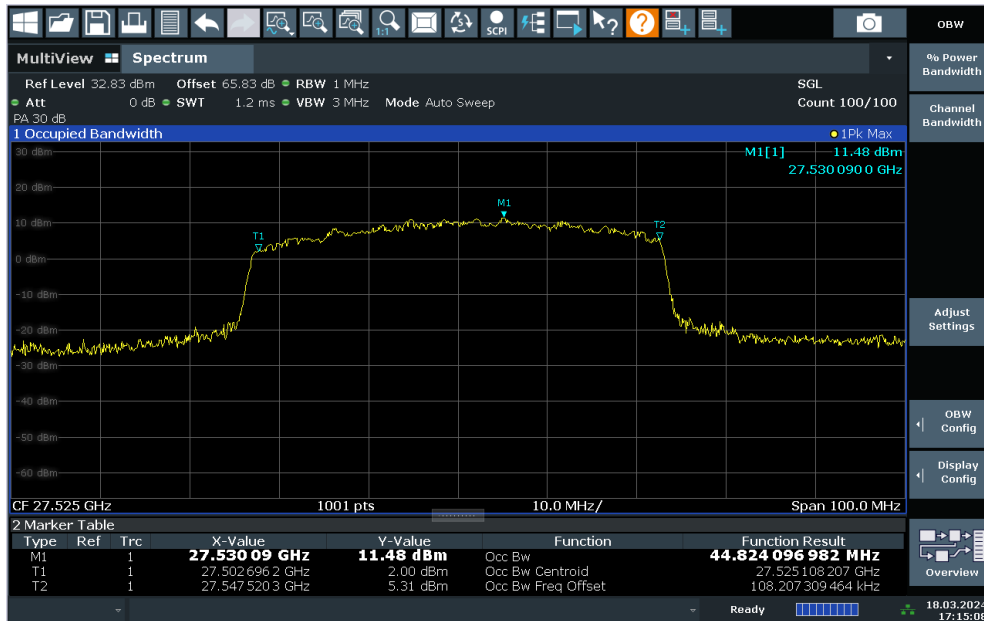 1:1
SCPI
OBW
MultiView Spectrum
% Power
Bandwidth
Ref Level 32.83 dBm Offset 65.83 dB RBW 1 MHz SGL
Att 0 dB SWT 1.2 ms VBW 3 MHz Mode Auto Sweep Count 100/100
PA 30 dB
Channel
Bandwidth
1 Occupied Bandwidth 1Pk Max
30 dBm
M1[1] 11.48 dBm
27.530 090 0 GHz
20 dBm
M1
10 dBm
T1
T2
0 dBm
-10 dBm
-20 dBm
-30 dBm
-40 dBm
-50 dBm
-60 dBm
Adjust
Settings
OBW
Config
Display
Config
CF 27.525 GHz 1001 pts 10.0 MHz/ Span 100.0 MHz
2 Marker Table
Type Ref Trc X-Value Y-Value Function Function Result
M1 1 27.530 09 GHz 11.48 dBm Occ Bw 44.824 096 982 MHz
T1 1 27.502 696 2 GHz 2.00 dBm Occ Bw Centroid 27.525 108 207 GHz
T2 1 27.547 520 3 GHz 5.31 dBm Occ Bw Freq Offset 108.207 309 464 kHz
Overview
Ready
18.03.2024
17:15:08